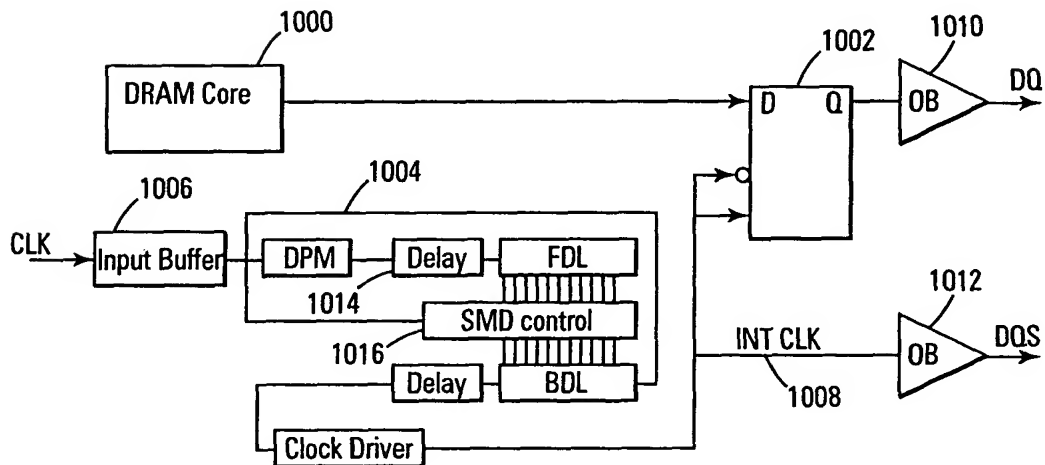 1000
DRAM Core
1002
D Q
1010
OB
DQ
1006
CLK
Input Buffer
1004
DPM
Delay
FDL
1014
SMD control
1016
Delay
BDL
Clock Driver
INT CLK
1008
1012
OB
DQS